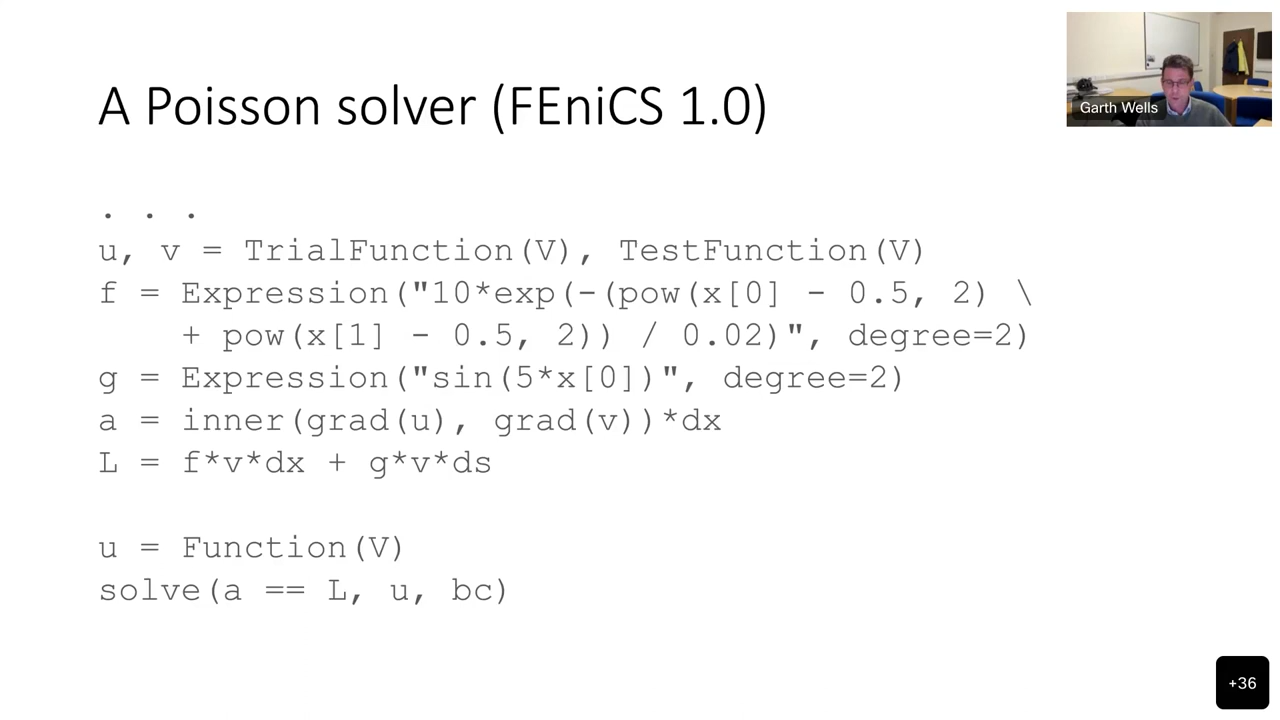 A Poisson solver (FEniCS 1.0)
Garth Wells
. . .
u, v = TrialFunction(V), TestFunction(V)
f = Expression("10*exp(-(pow(x[0] - 0.5, 2) \
+ pow(x[1] - 0.5, 2)) / 0.02)", degree=2)
g = Expression("sin(5*x[0])", degree=2)
a = inner(grad(u), grad(v))*dx
L = f*v*dx + g*v*ds
u = Function(V)
solve(a == L, u, bc)
+36